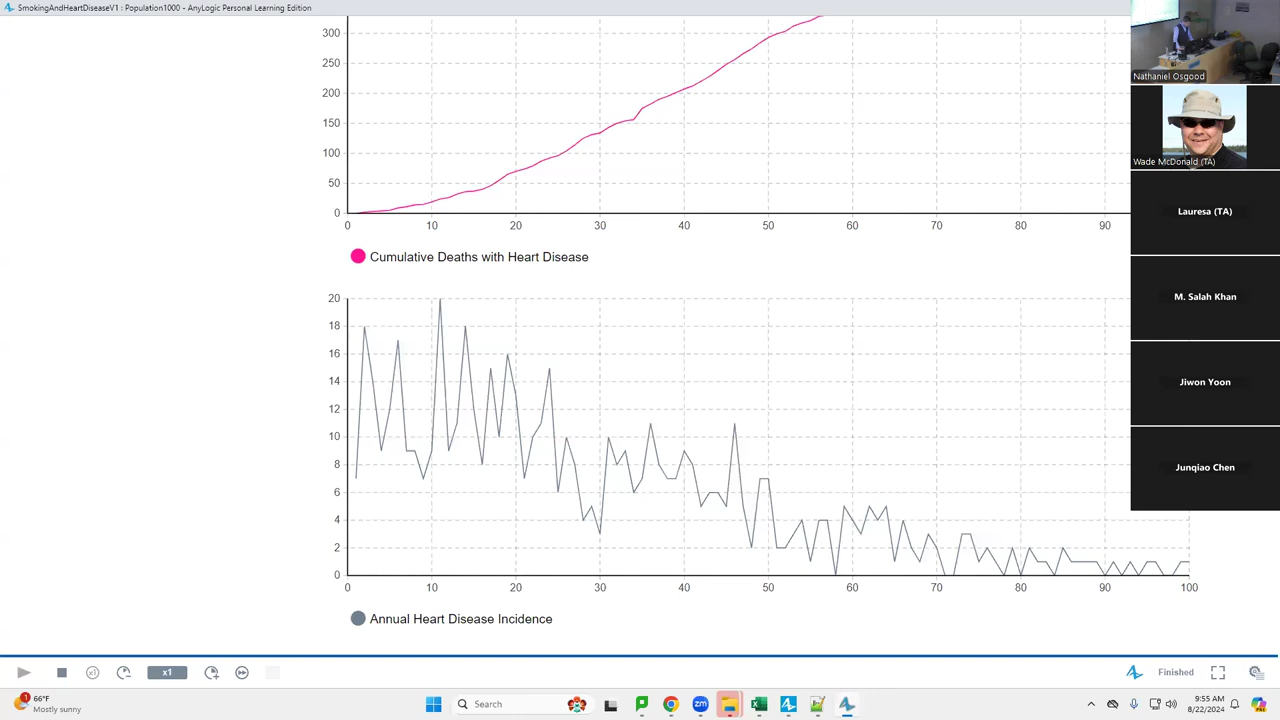 SmokingAndHeartDiseaseV1 : Population1000 - AnyLogic Personal Learning Edition
300
250
200
150
100
50
0
0 10 20 30 40 50 60 70 80 90
Cumulative Deaths with Heart Disease
20
18
16
14
12
10
8
6
4
2
0
0 10 20 30 40 50 60 70 80 90 100
Annual Heart Disease Incidence
Nathaniel Osgood
Wade McDonald (TA)
Lauresa (TA)
M. Salah Khan
Jiwon Yoon
Junqiao Chen
x1
x1
Finished
1
66°F
Mostly sunny
Search
zm
9:55 AM
8/22/2024